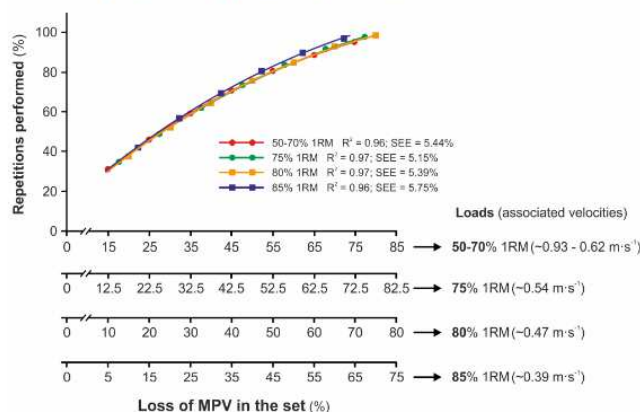 Repetitions performed (%)
100
80
60
40
20
0
50-70% 1RM R² = 0.96; SEE = 5.44%
75% 1RM R² = 0.97; SEE = 5.15%
80% 1RM R² = 0.97; SEE = 5.39%
85% 1RM R² = 0.96; SEE = 5.75%
Loads (associated velocities)
0 15 25 35 45 55 65 75 85 50-70% 1RM (~0.93 - 0.62 m·s⁻¹)
0 12.5 22.5 32.5 42.5 52.5 62.5 72.5 82.5 75% 1RM (~0.54 m·s⁻¹)
0 10 20 30 40 50 60 70 80 80% 1RM (~0.47 m·s⁻¹)
0 5 15 25 35 45 55 65 75 85% 1RM (~0.39 m·s⁻¹)
Loss of MPV in the set (%)